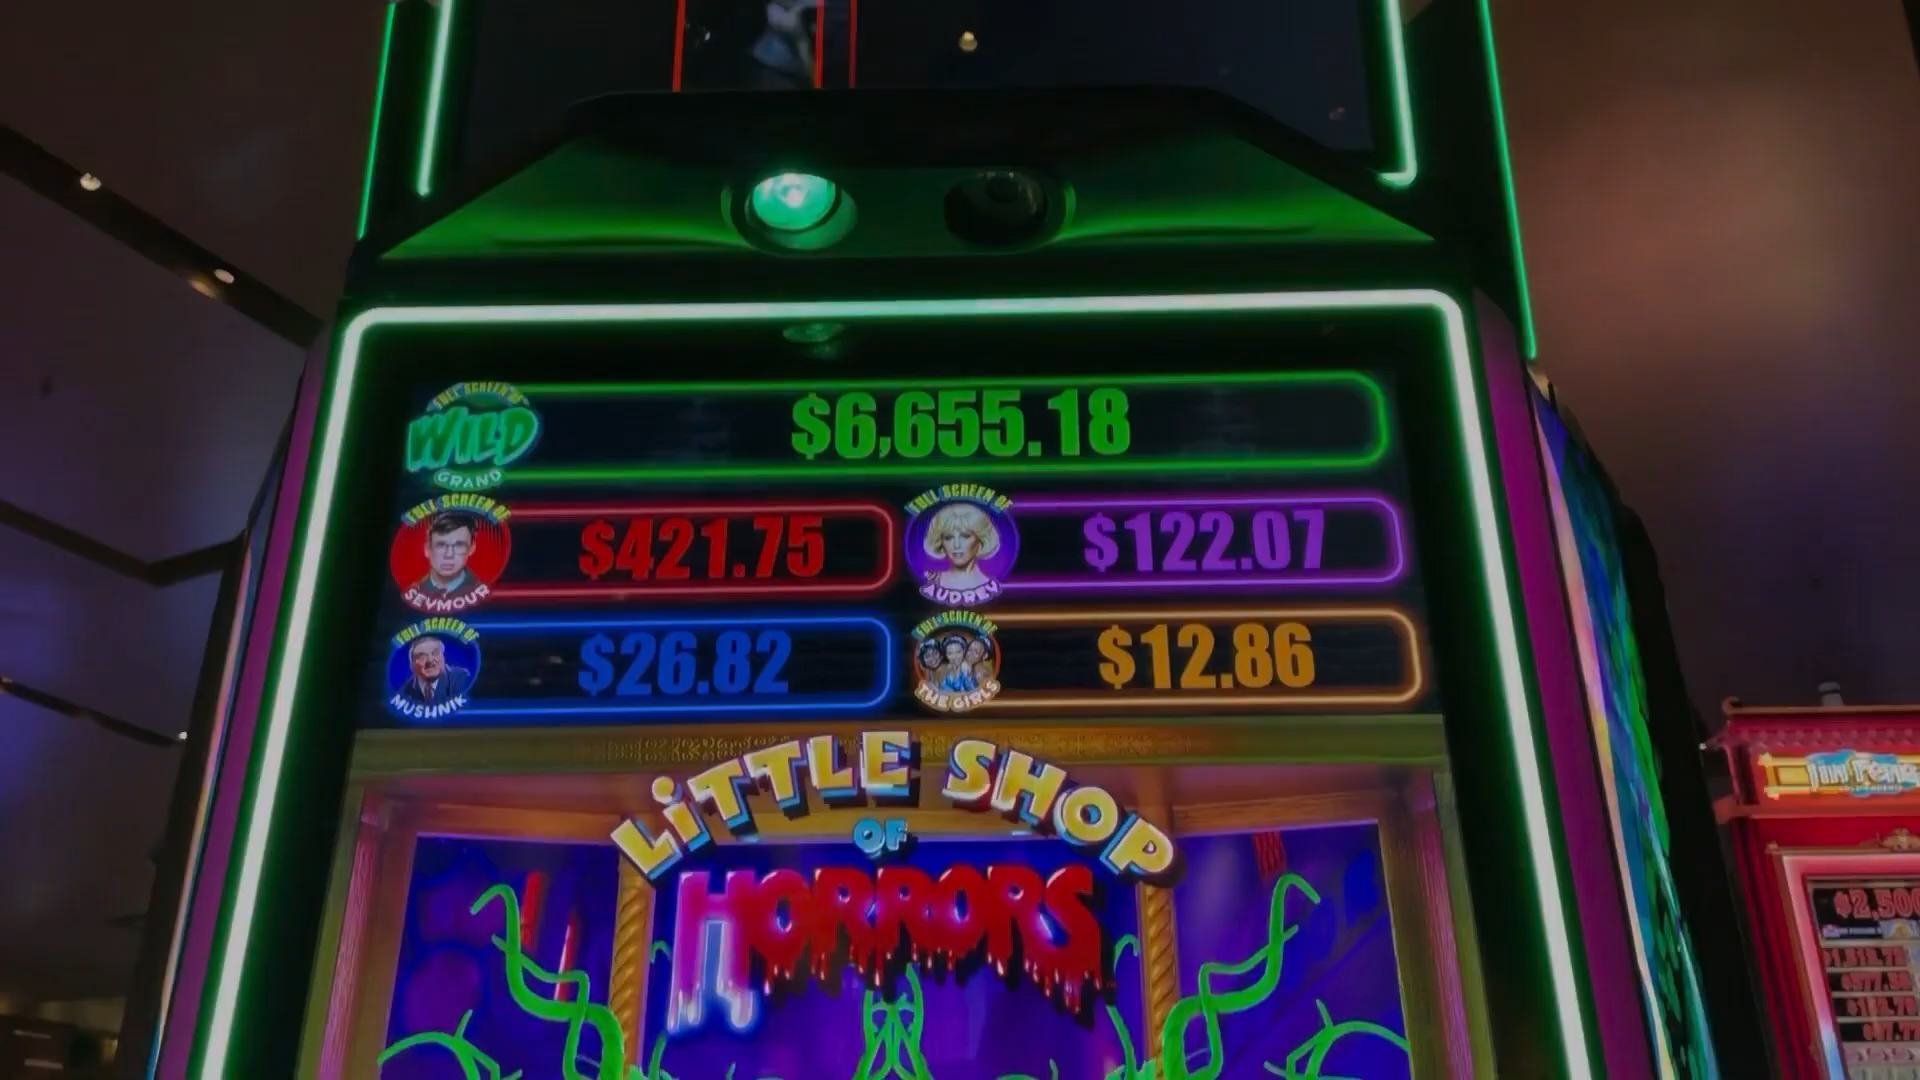 FULL SCREEN OF
WILD
GRAND
$6,655.18
FULL SCREEN OF
SEYMOUR
$421.75
FULL SCREEN OF
AUDREY
$122.07
FULL SCREEN OF
MUSHNIK
$26.82
FULL SCREEN OF
THE GIRLS
$12.86
LiTTLE SHOP
OF
HORRORS
Jin Feng
$2,500